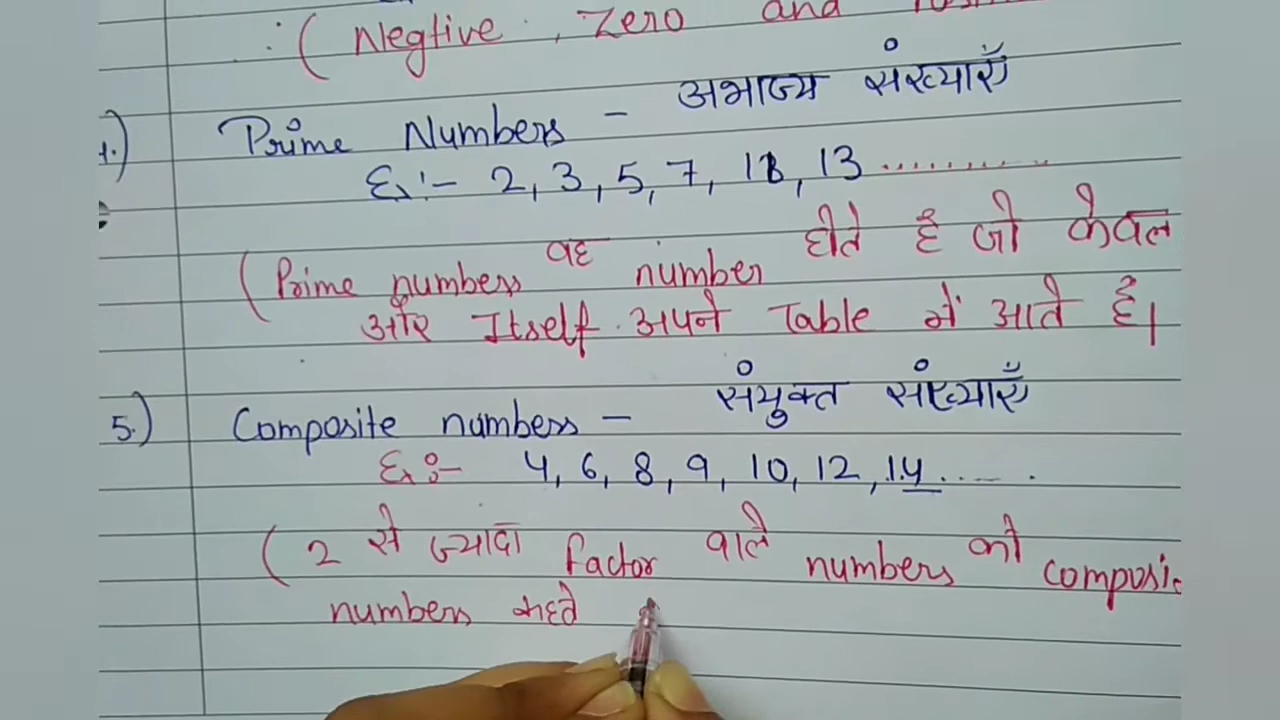 ( Negtive , Zero and
Prime Numbers - अभाज्य संख्याएँ
Ex:- 2, 3, 5, 7, 11, 13 ...........
(Prime numbers वह number होते है जो केवल
और Itself अपने Table में आते है।
5.) Composite numbers - संयुक्त संख्याएँ
Ex:- 4, 6, 8, 9, 10, 12, 14 ......
( 2 से ज्यादा factor वाले numbers को
numbers कहते